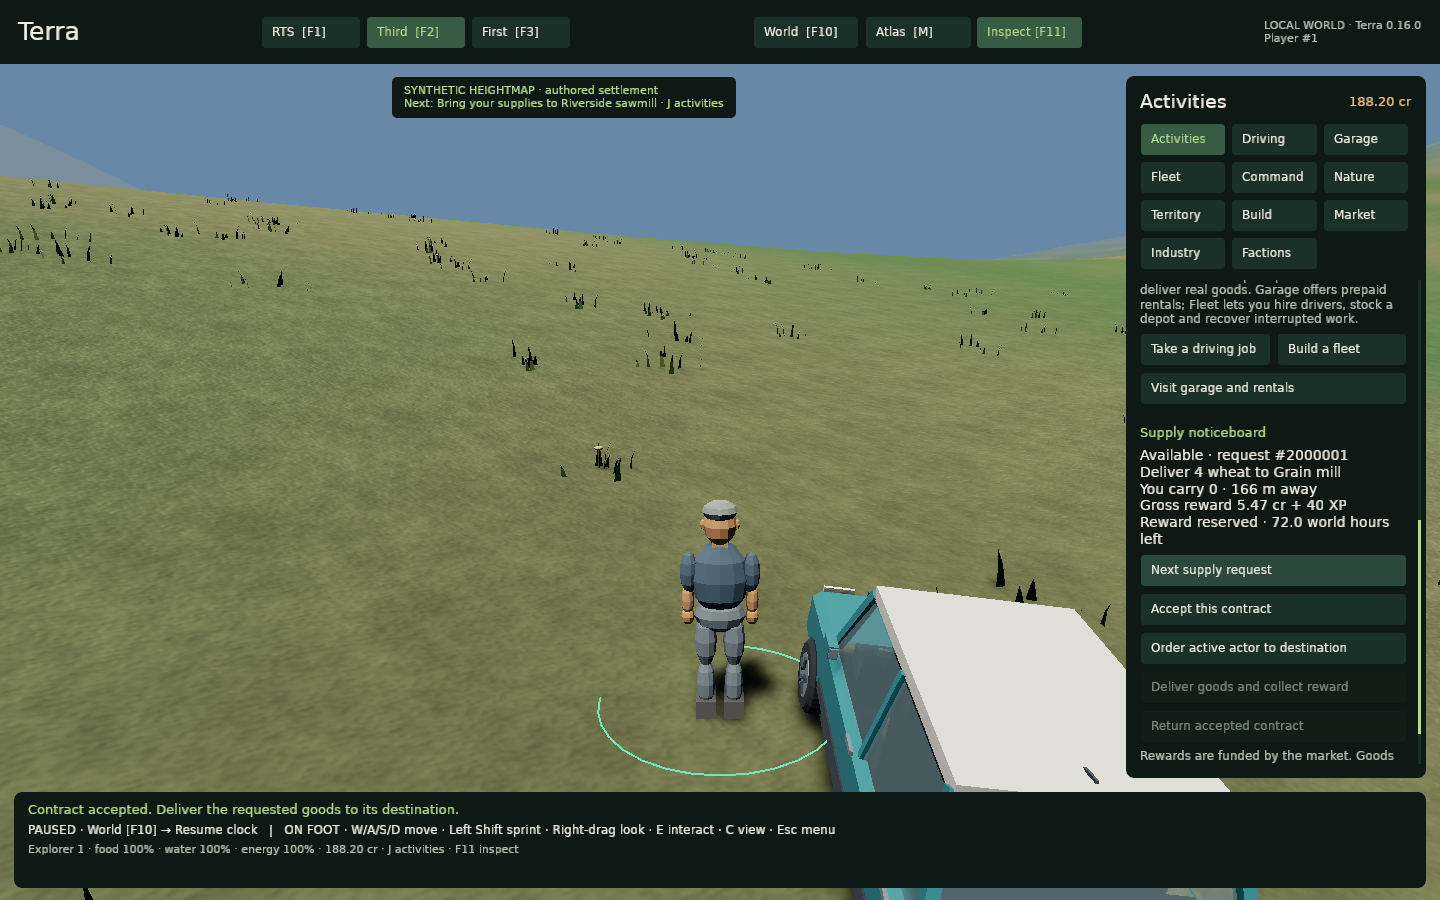 Terra
RTS [F1]
Third [F2]
First [F3]
World [F10]
Atlas [M]
Inspect [F11]
LOCAL WORLD · Terra 0.16.0
Player #1
SYNTHETIC HEIGHTMAP · authored settlement
Next: Bring your supplies to Riverside sawmill · J activities
Activities
188.20 cr
Activities
Driving
Garage
Fleet
Command
Nature
Territory
Build
Market
Industry
Factions
deliver real goods. Garage offers prepaid
rentals; Fleet lets you hire drivers, stock a
depot and recover interrupted work.
Take a driving job
Build a fleet
Visit garage and rentals
Supply noticeboard
Available · request #2000001
Deliver 4 wheat to Grain mill
You carry 0 · 166 m away
Gross reward 5.47 cr + 40 XP
Reward reserved · 72.0 world hours
left
Next supply request
Accept this contract
Order active actor to destination
Deliver goods and collect reward
Return accepted contract
Rewards are funded by the market. Goods
Contract accepted. Deliver the requested goods to its destination.
PAUSED · World [F10] → Resume clock | ON FOOT · W/A/S/D move · Left Shift sprint · Right-drag look · E interact · C view · Esc menu
Explorer 1 · food 100% · water 100% · energy 100% · 188.20 cr · J activities · F11 inspect